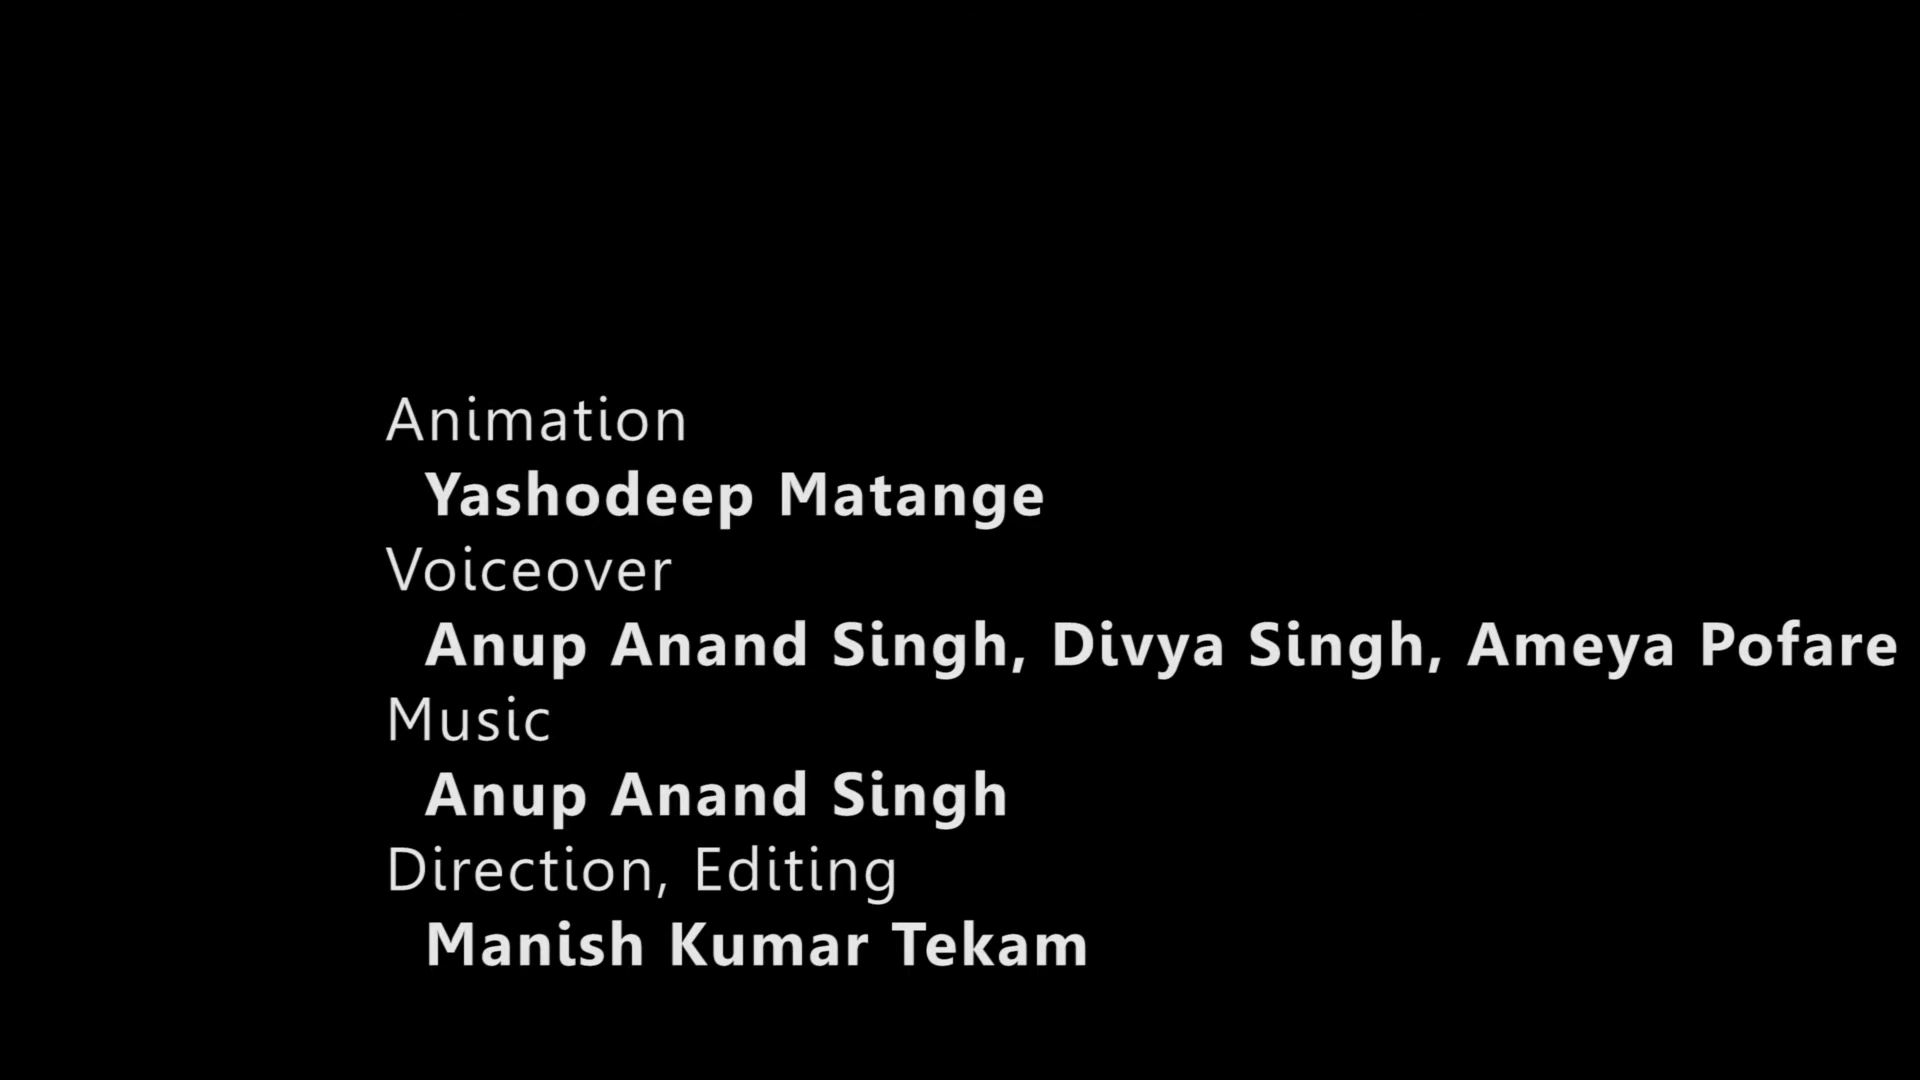 Animation
Yashodeep Matange
Voiceover
Anup Anand Singh, Divya Singh, Ameya Pofare
Music
Anup Anand Singh
Direction, Editing
Manish Kumar Tekam